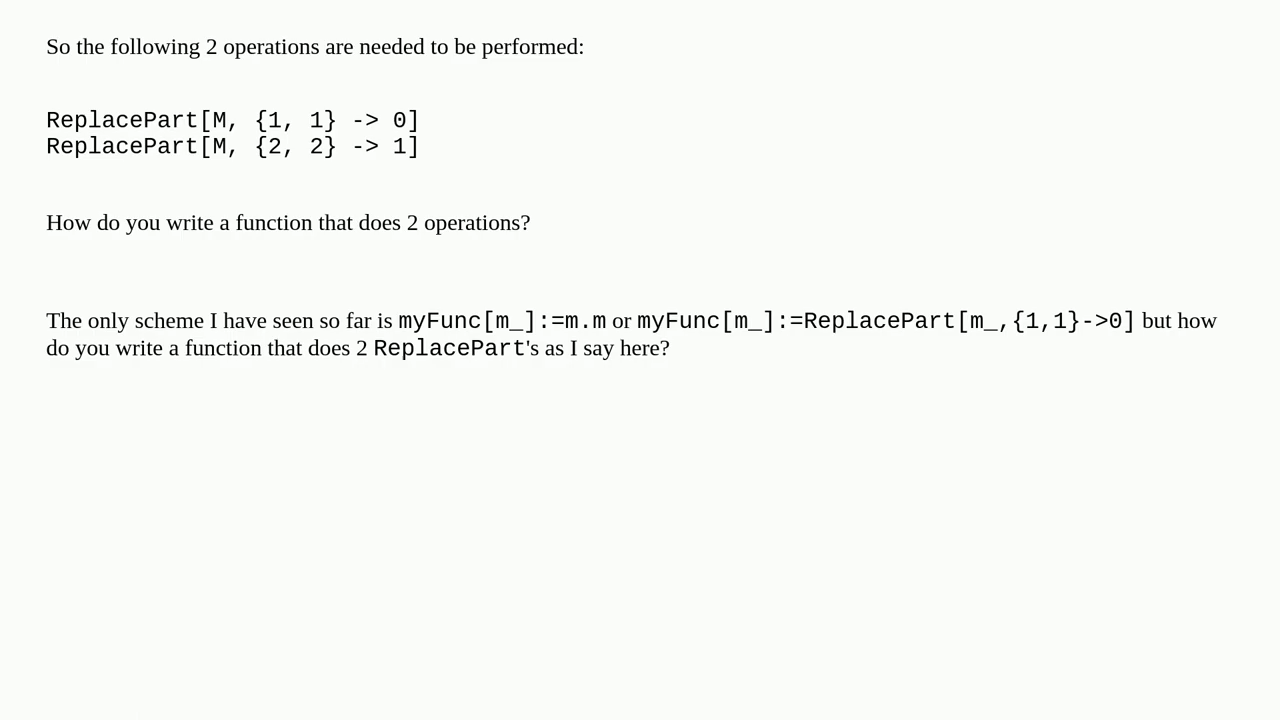 So the following 2 operations are needed to be performed:
ReplacePart[M, {1, 1} -> 0]
ReplacePart[M, {2, 2} -> 1]
How do you write a function that does 2 operations?
The only scheme I have seen so far is myFunc[m_]:=m.m or myFunc[m_]:=ReplacePart[m_,{1,1}->0] but how
do you write a function that does 2 ReplacePart's as I say here?